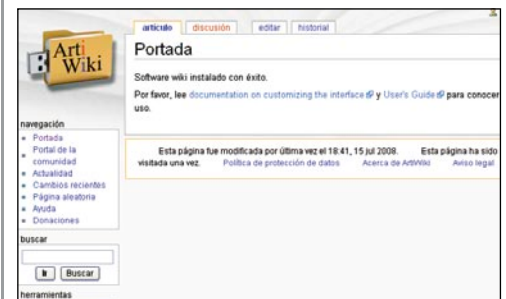 Arti
Wiki
artículo discusión editar historial
Portada
Software wiki instalado con éxito.
Por favor, lee documentation on customizing the interface y User's Guide para conocer
uso.
Esta página fue modificada por última vez el 18:41, 15 jul 2008. Esta página ha sido
visitada una vez. Política de protección de datos Acerca de ArtiWiki Aviso legal
navegación
Portada
Portal de la
comunidad
Actualidad
Cambios recientes
Página aleatoria
Ayuda
Donaciones
buscar
Ir Buscar
herramientas